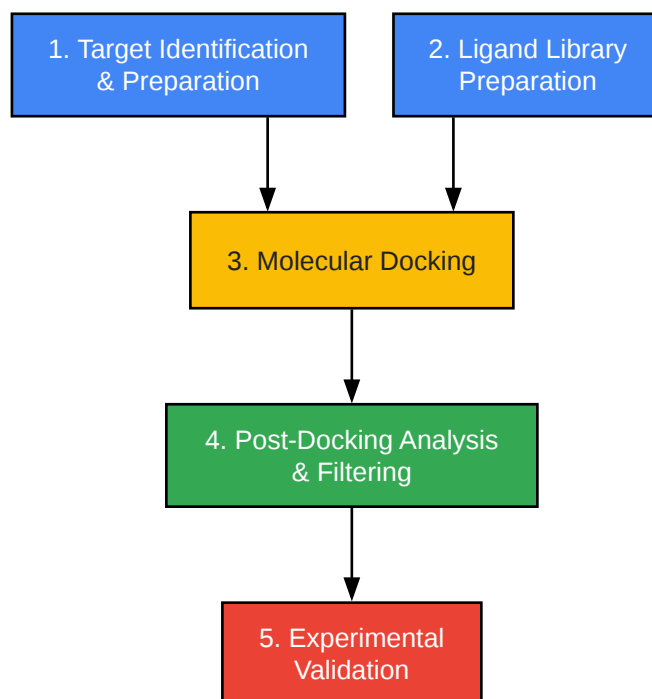 1. Target Identification
& Preparation
2. Ligand Library
Preparation
3. Molecular Docking
4. Post-Docking Analysis
& Filtering
5. Experimental
Validation